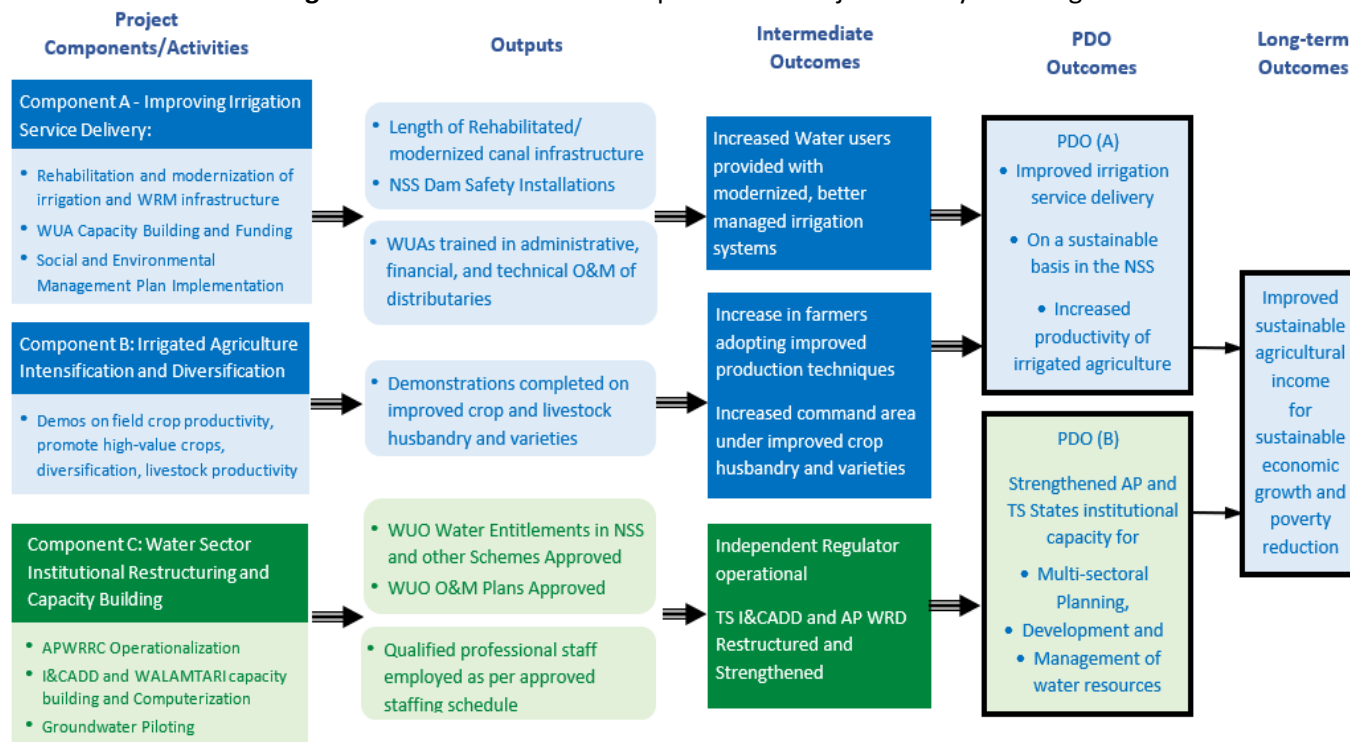 Project
Components/Activities
Outputs
Intermediate
Outcomes
PDO
Outcomes
Long-term
Outcomes
Component A - Improving Irrigation
Service Delivery:
• Rehabilitation and modernization of
irrigation and WRM infrastructure
• WUA Capacity Building and Funding
• Social and Environmental
Management Plan Implementation
• Length of Rehabilitated/
modernized canal infrastructure
• NSS Dam Safety Installations
• WUAs trained in administrative,
financial, and technical O&M of
distributaries
Increased Water users
provided with
modernized, better
managed irrigation
systems
PDO (A)
• Improved irrigation
service delivery
• On a sustainable
basis in the NSS
• Increased
productivity of
irrigated agriculture
Component B: Irrigated Agriculture
Intensification and Diversification
• Demos on field crop productivity,
promote high-value crops,
diversification, livestock productivity
• Demonstrations completed on
improved crop and livestock
husbandry and varieties
Increase in farmers
adopting improved
production techniques
Increased command area
under improved crop
husbandry and varieties
Improved
sustainable
agricultural
income
for
sustainable
economic
growth and
poverty
reduction
Component C: Water Sector
Institutional Restructuring and
Capacity Building
• APWRRC Operationalization
• I&CADD and WALAMTARI capacity
building and Computerization
• Groundwater Piloting
• WUO Water Entitlements in NSS
and other Schemes Approved
• WUO O&M Plans Approved
• Qualified professional staff
employed as per approved
staffing schedule
Independent Regulator
operational
TS I&CADD and AP WRD
Restructured and
Strengthened
PDO (B)
Strengthened AP and
TS States institutional
capacity for
• Multi-sectoral
Planning,
• Development and
• Management of
water resources